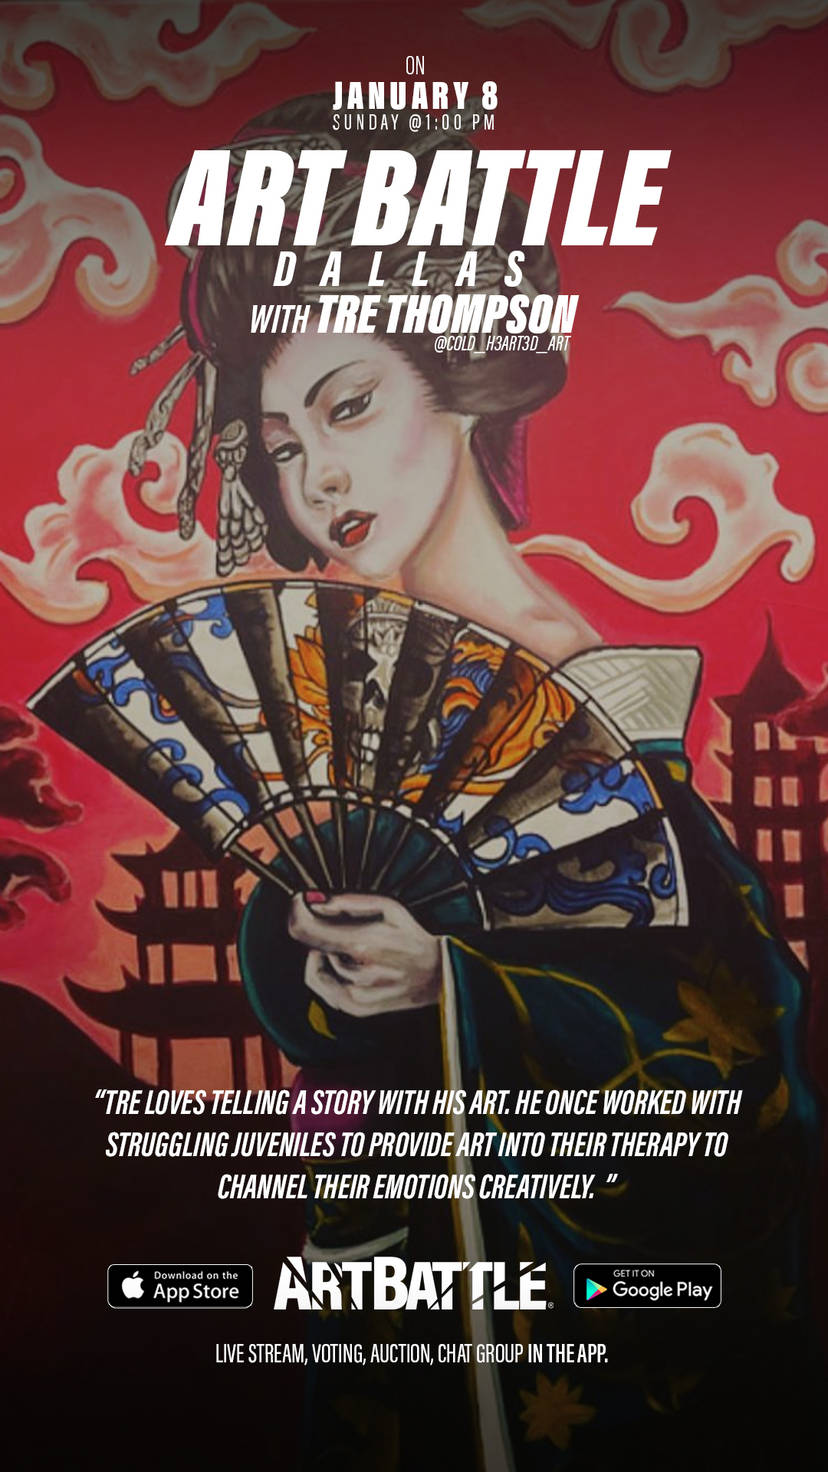 ON
JANUARY 8
SUNDAY @1:00 PM
ART BATTLE
DALLAS
WITH TRE THOMPSON
@COLD_H3ART3D_ART
“TRE LOVES TELLING A STORY WITH HIS ART. HE ONCE WORKED WITH
STRUGGLING JUVENILES TO PROVIDE ART INTO THEIR THERAPY TO
CHANNEL THEIR EMOTIONS CREATIVELY. ”
Download on the
App Store
ARTBATTLE®
GET IT ON
Google Play
LIVE STREAM, VOTING, AUCTION, CHAT GROUP IN THE APP.